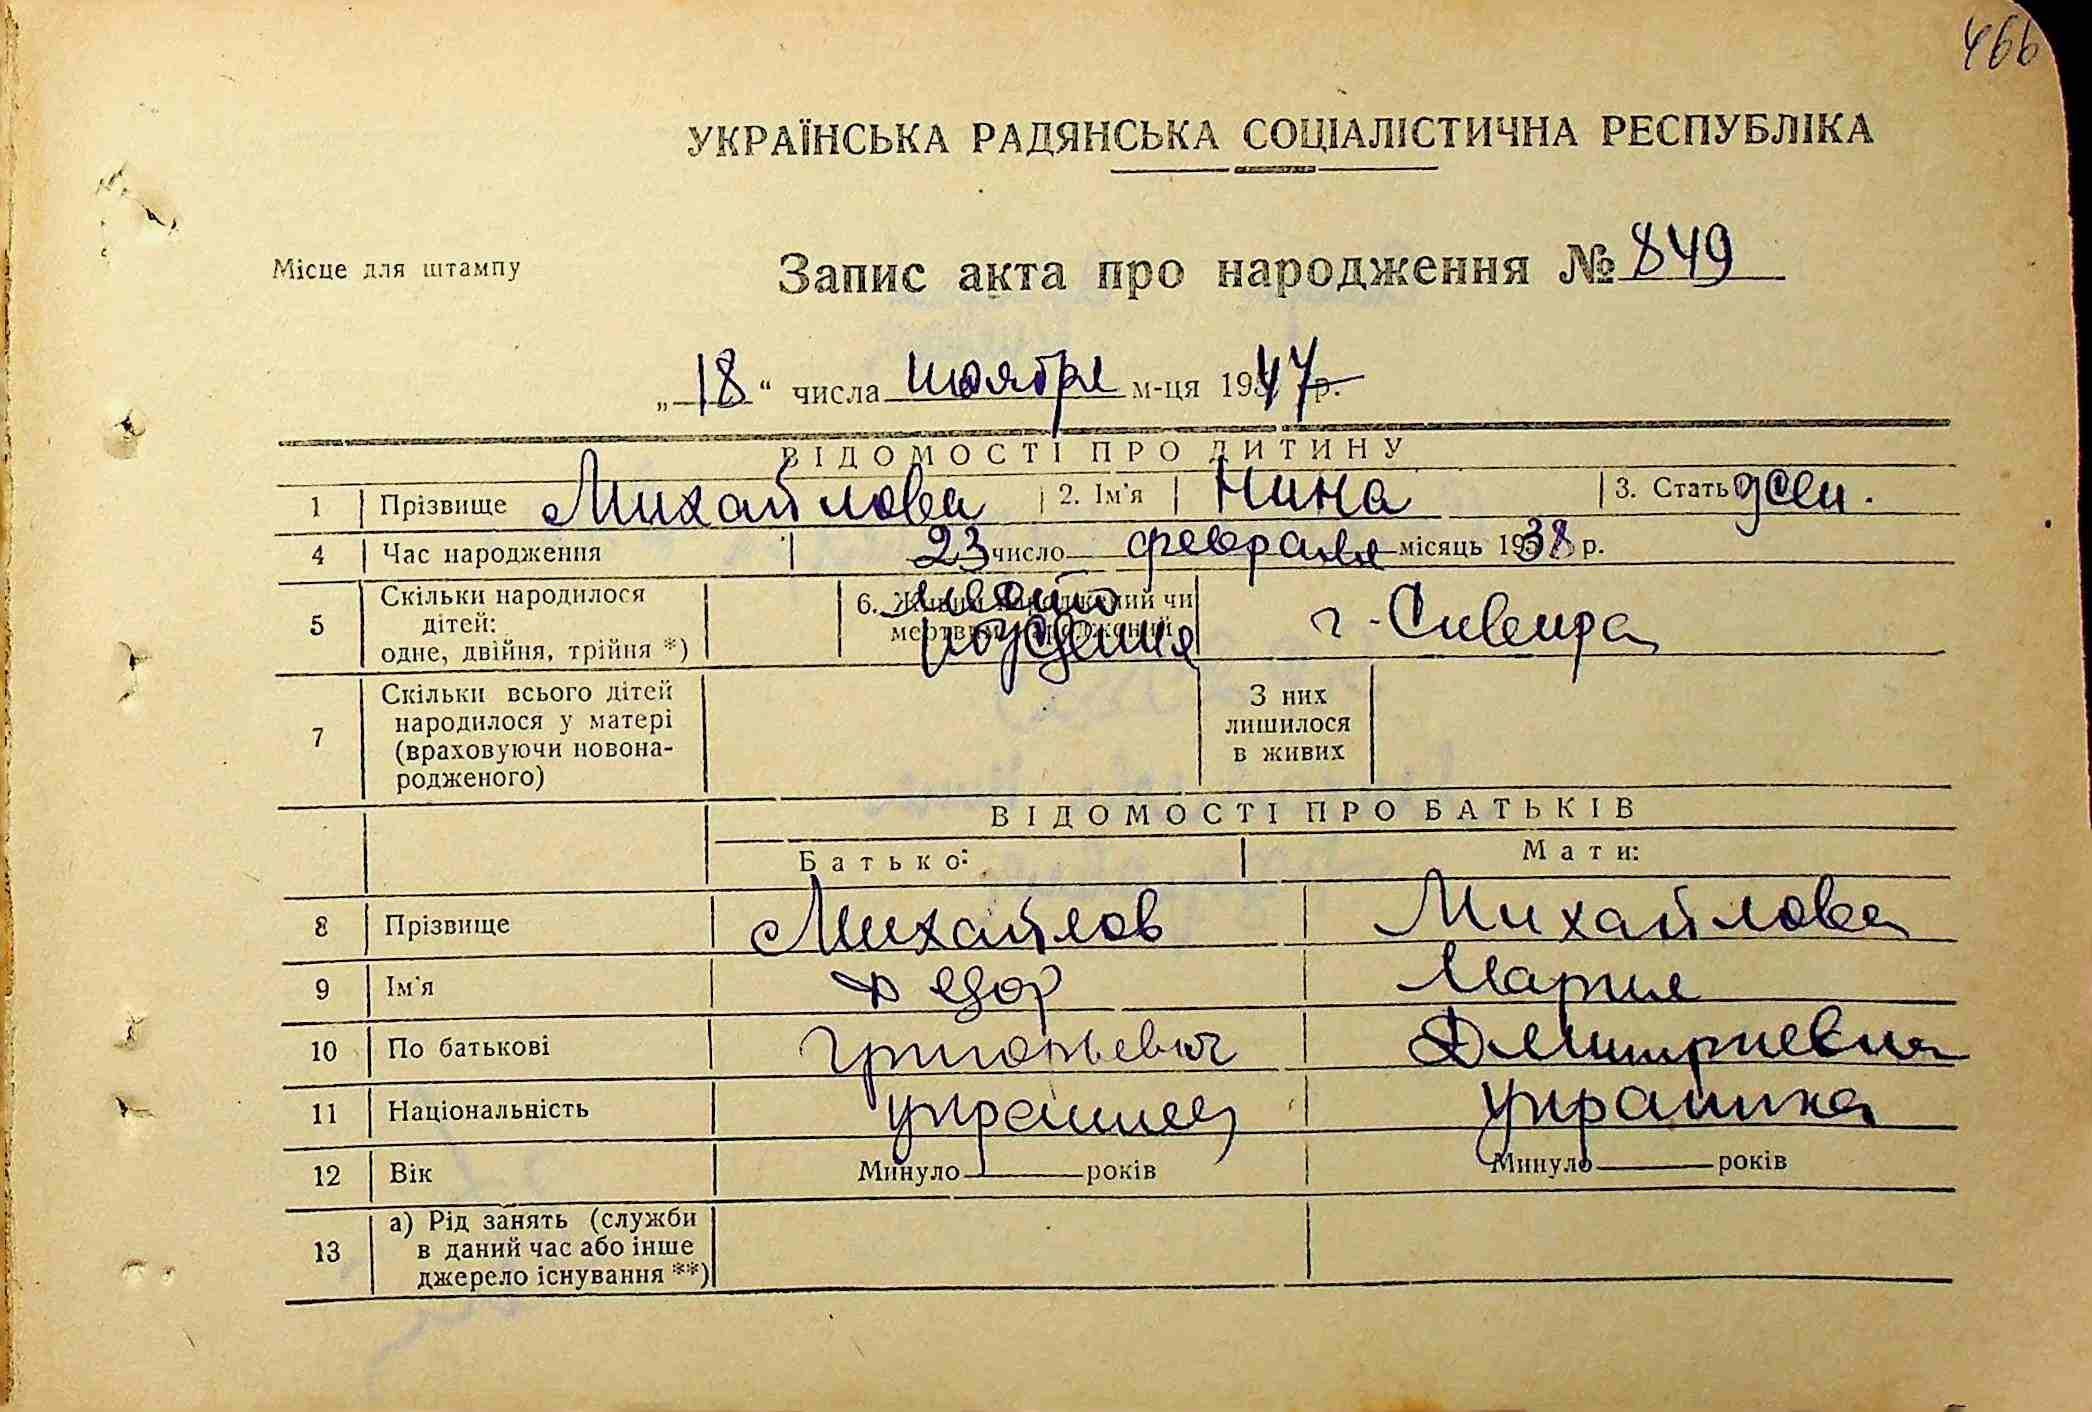 466
УКРАЇНСЬКА РАДЯНСЬКА СОЦІАЛІСТИЧНА РЕСПУБЛІКА
Місце для штампу
Запис акта про народження № 849
„ 18 “ числа ноября м-ця 1947 р.
ВІДОМОСТІ ПРО ДИТИНУ
1 Прізвище Михайлова 2. Ім'я Нина 3. Стать жен.
4 Час народження 23 число февраля місяць 1938 р.
5 Скільки народилося дітей: одне, двійня, трійня *)
6. Живим народжений чи мертвим народжений
место рождения
г. Сквира
7 Скільки всього дітей народилося у матері (враховуючи новонародженого)
З них лишилося в живих
ВІДОМОСТІ ПРО БАТЬКІВ
Батько: Мати:
8 Прізвище Михайлов Михайлова
9 Ім'я Федор Мария
10 По батькові Григорьевич Дмитриевна
11 Національність украинец украинка
12 Вік Минуло років Минуло років
13 а) Рід занять (служби в даний час або інше джерело існування **)